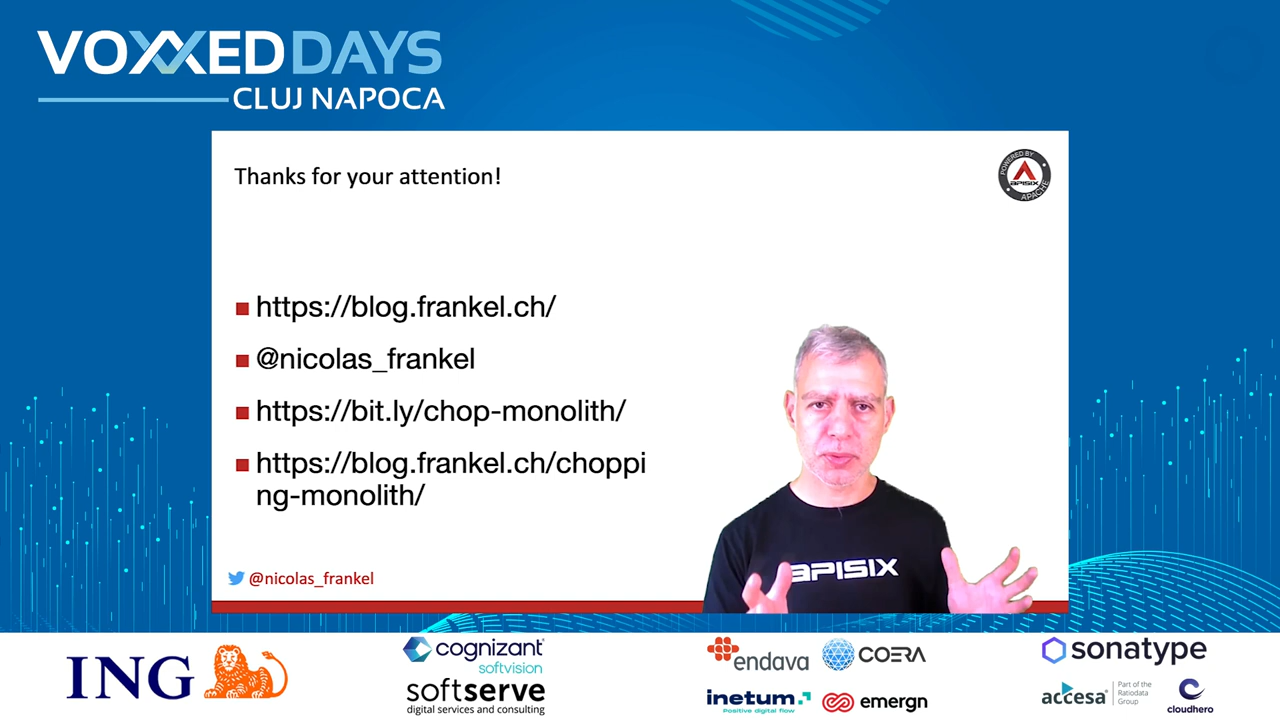 VOXXED DAYS
CLUJ NAPOCA
Thanks for your attention!
POWERED BY
APISIX
APACHE
https://blog.frankel.ch/
@nicolas_frankel
https://bit.ly/chop-monolith/
https://blog.frankel.ch/choppi
ng-monolith/
APISIX
@nicolas_frankel
ING
cognizant
softvision
softserve
digital services and consulting
endava
COERA
inetum.
Positive digital flow
emergn
sonatype
accesa
Part of the
Ratiodata
Group
cloudhero